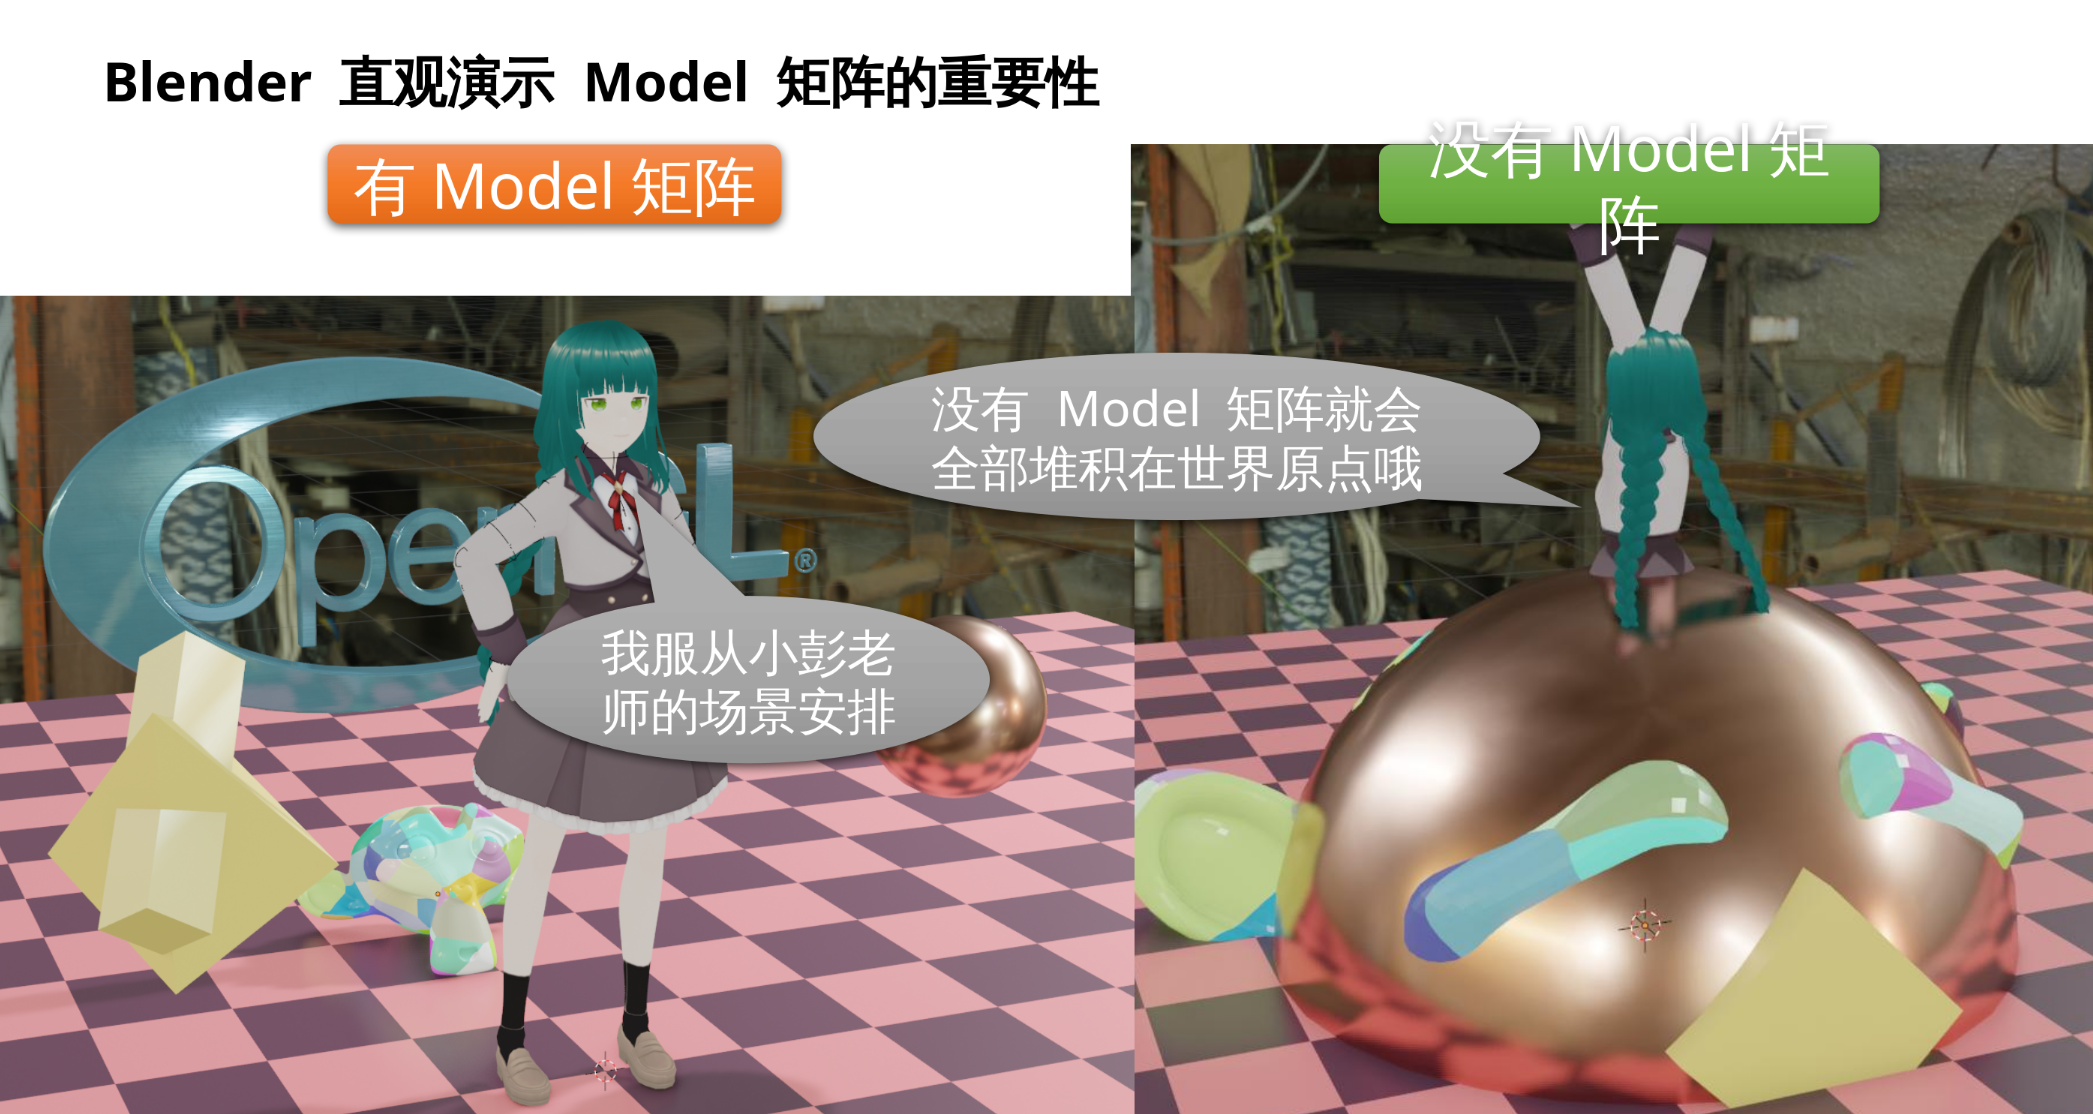 Blender 直观演示 Model 矩阵的重要性
有 Model 矩阵
没有 Model 矩
阵
没有 Model 矩阵就会
全部堆积在世界原点哦
OpenGL®
我服从小彭老
师的场景安排